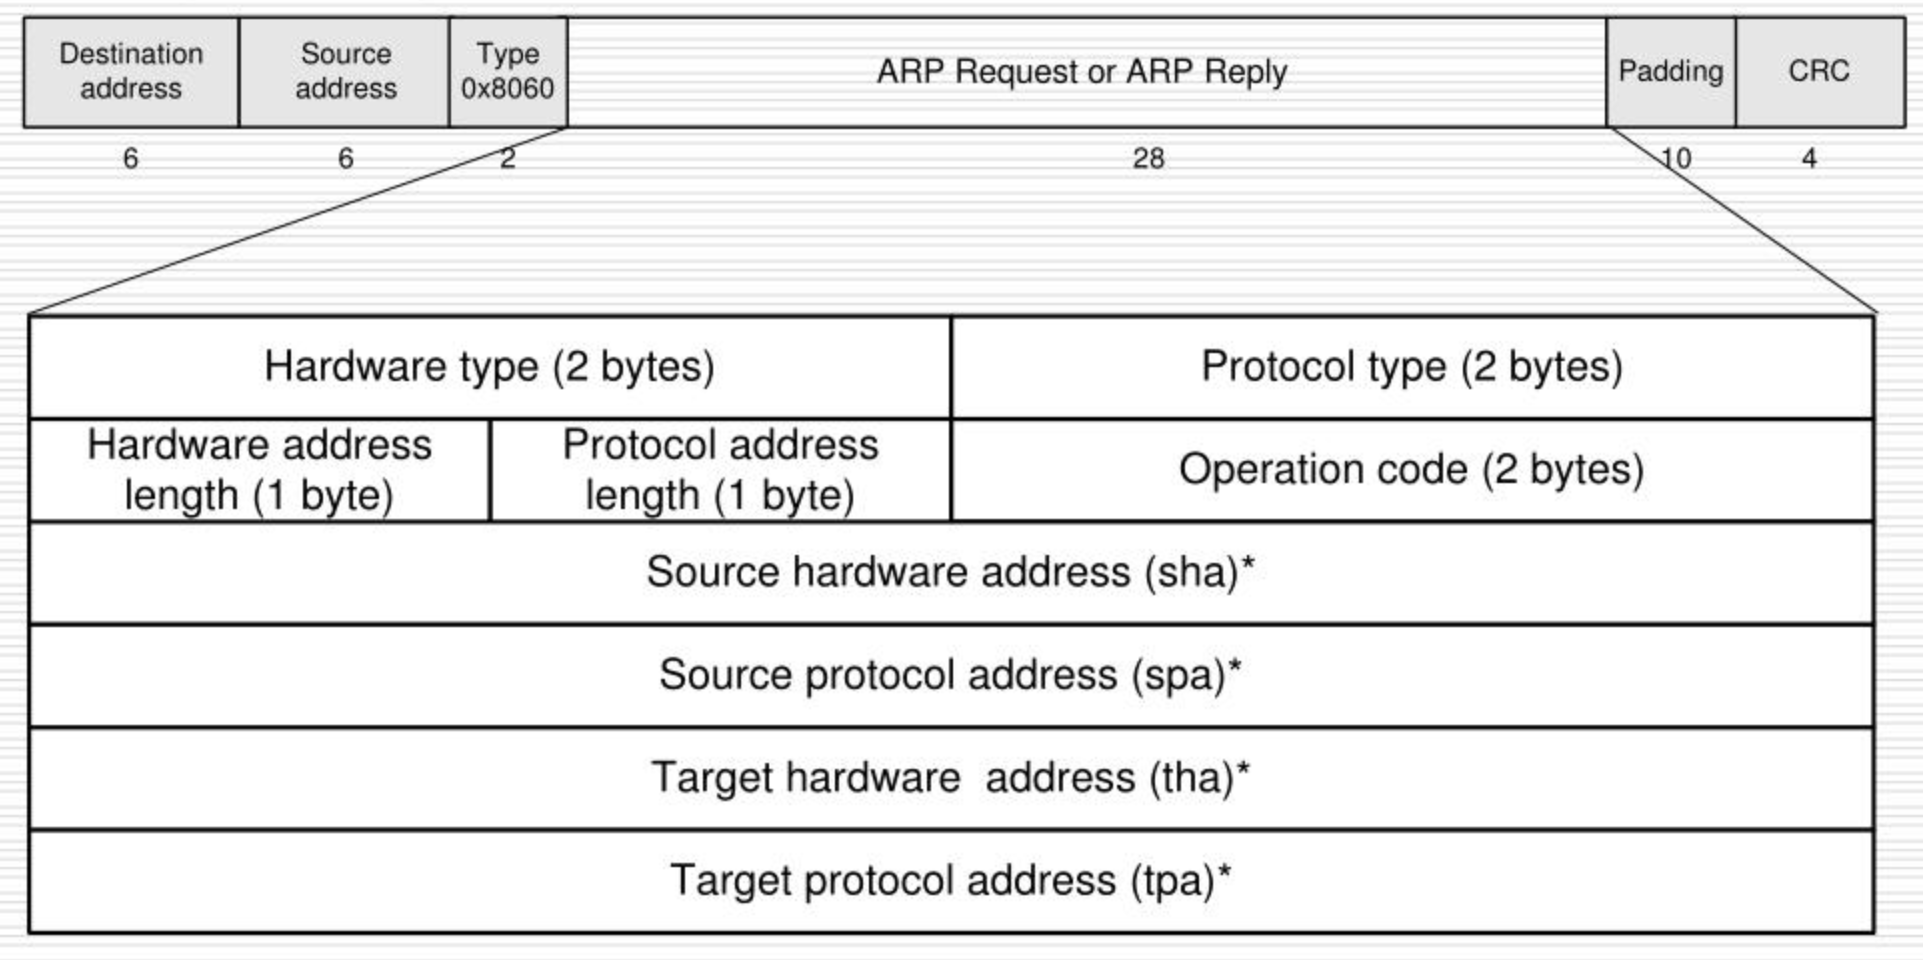 Destination
address
Source
address
Type
0x8060
ARP Request or ARP Reply
Padding
CRC
6
6
2
28
10
4
Hardware type (2 bytes)
Protocol type (2 bytes)
Hardware address
length (1 byte)
Protocol address
length (1 byte)
Operation code (2 bytes)
Source hardware address (sha)*
Source protocol address (spa)*
Target hardware  address (tha)*
Target protocol address (tpa)*